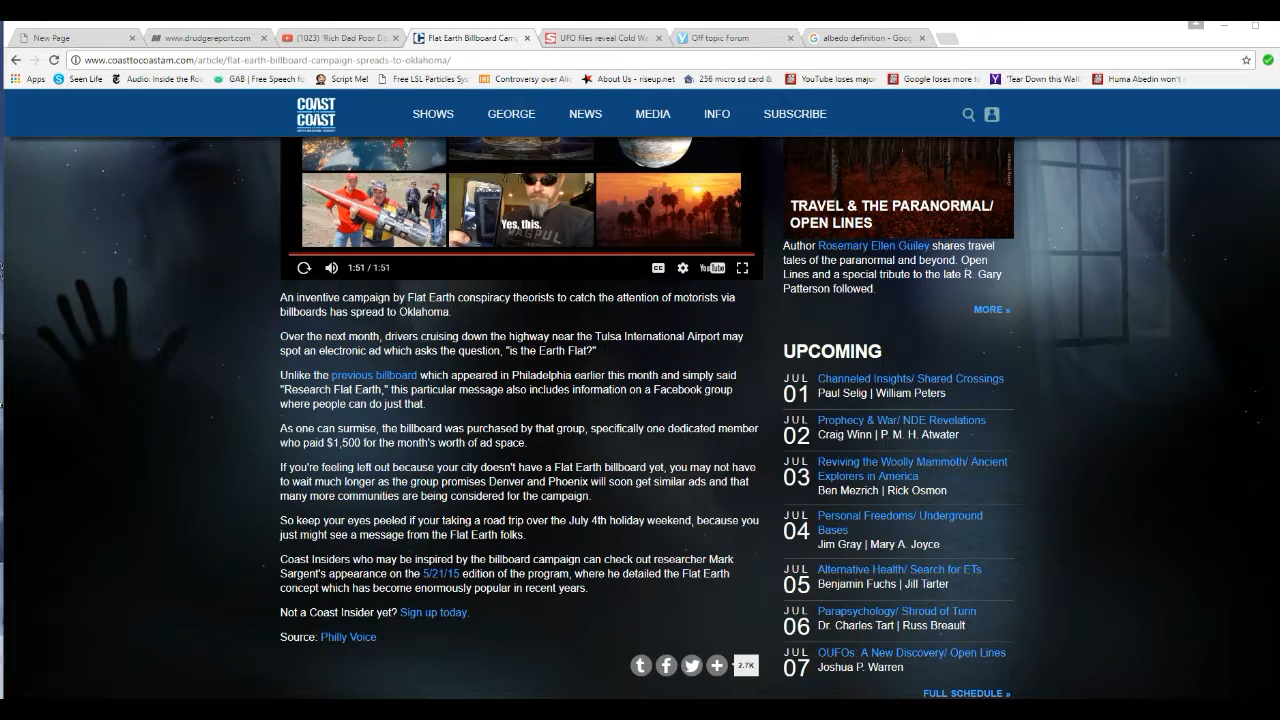 New Page
www.drudgereport.com
[1023] 'Rich Dad Poor D
Flat Earth Billboard Cam
UFO files reveal Cold Wa
Off topic Forum
albedo definition - Goog
www.coasttocoastam.com/article/flat-earth-billboard-campaign-spreads-to-oklahoma/
Apps
Seen Life
Audio: Inside the Ro
GAB | Free Speech fo
Script Me!
Free LSL Particles Sys
Controversy over Ali
About Us - riseup.net
256 micro sd card &
YouTube loses major
Google loses more to
'Tear Down this Wall
Huma Abedin won't
COAST
COAST
SHOWS
GEORGE
NEWS
MEDIA
INFO
SUBSCRIBE
Yes, this.
1:51 / 1:51
CC
YouTube
An inventive campaign by Flat Earth conspiracy theorists to catch the attention of motorists via
billboards has spread to Oklahoma.
Over the next month, drivers cruising down the highway near the Tulsa International Airport may
spot an electronic ad which asks the question, "is the Earth Flat?"
Unlike the previous billboard which appeared in Philadelphia earlier this month and simply said
"Research Flat Earth," this particular message also includes information on a Facebook group
where people can do just that.
As one can surmise, the billboard was purchased by that group, specifically one dedicated member
who paid $1,500 for the month's worth of ad space.
If you're feeling left out because your city doesn't have a Flat Earth billboard yet, you may not have
to wait much longer as the group promises Denver and Phoenix will soon get similar ads and that
many more communities are being considered for the campaign.
So keep your eyes peeled if your taking a road trip over the July 4th holiday weekend, because you
just might see a message from the Flat Earth folks.
Coast Insiders who may be inspired by the billboard campaign can check out researcher Mark
Sargent's appearance on the 5/21/15 edition of the program, where he detailed the Flat Earth
concept which has become enormously popular in recent years.
Not a Coast Insider yet? Sign up today.
Source: Philly Voice
2.7K
TRAVEL & THE PARANORMAL/
OPEN LINES
Author Rosemary Ellen Guiley shares travel
tales of the paranormal and beyond. Open
Lines and a special tribute to the late R. Gary
Patterson followed.
MORE »
UPCOMING
JUL
01
Channeled Insights/ Shared Crossings
Paul Selig | William Peters
JUL
02
Prophecy & War/ NDE Revelations
Craig Winn | P. M. H. Atwater
JUL
03
Reviving the Woolly Mammoth/ Ancient
Explorers in America
Ben Mezrich | Rick Osmon
JUL
04
Personal Freedoms/ Underground
Bases
Jim Gray | Mary A. Joyce
JUL
05
Alternative Health/ Search for ETs
Benjamin Fuchs | Jill Tarter
JUL
06
Parapsychology/ Shroud of Turin
Dr. Charles Tart | Russ Breault
JUL
07
OUFOs: A New Discovery/ Open Lines
Joshua P. Warren
FULL SCHEDULE »